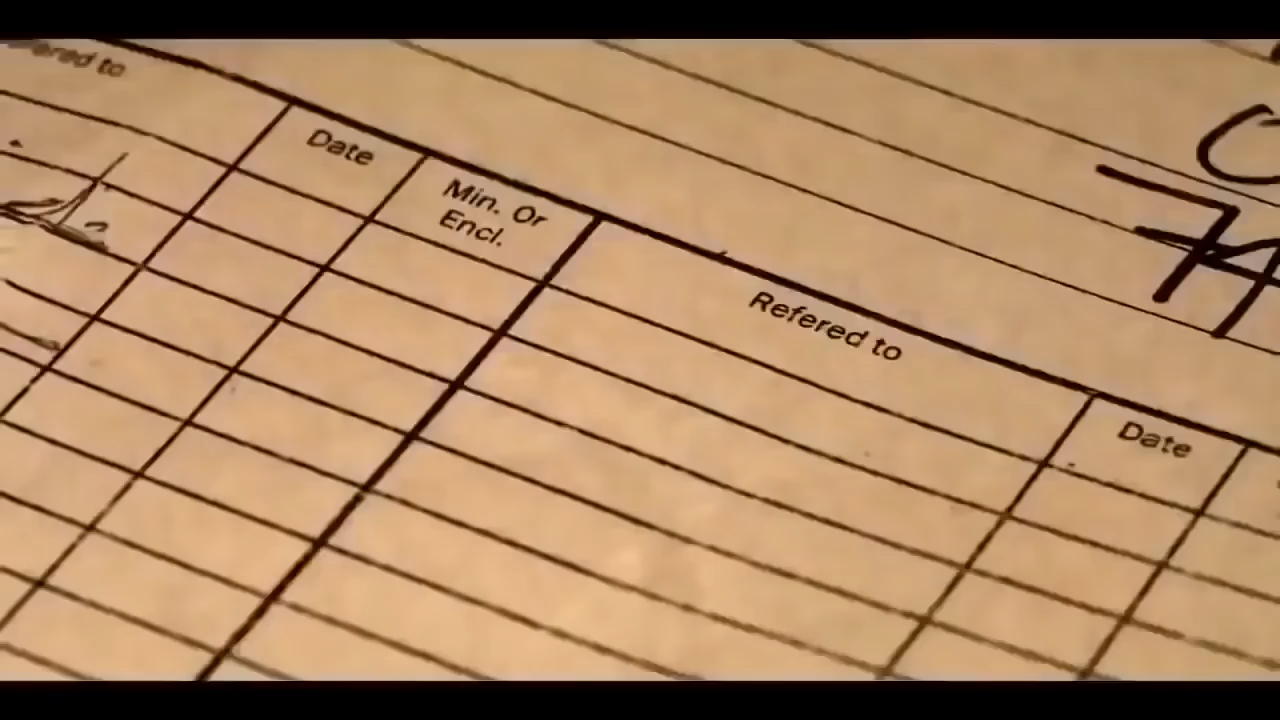 Date
Min. Or
Encl.
Refered to
Date